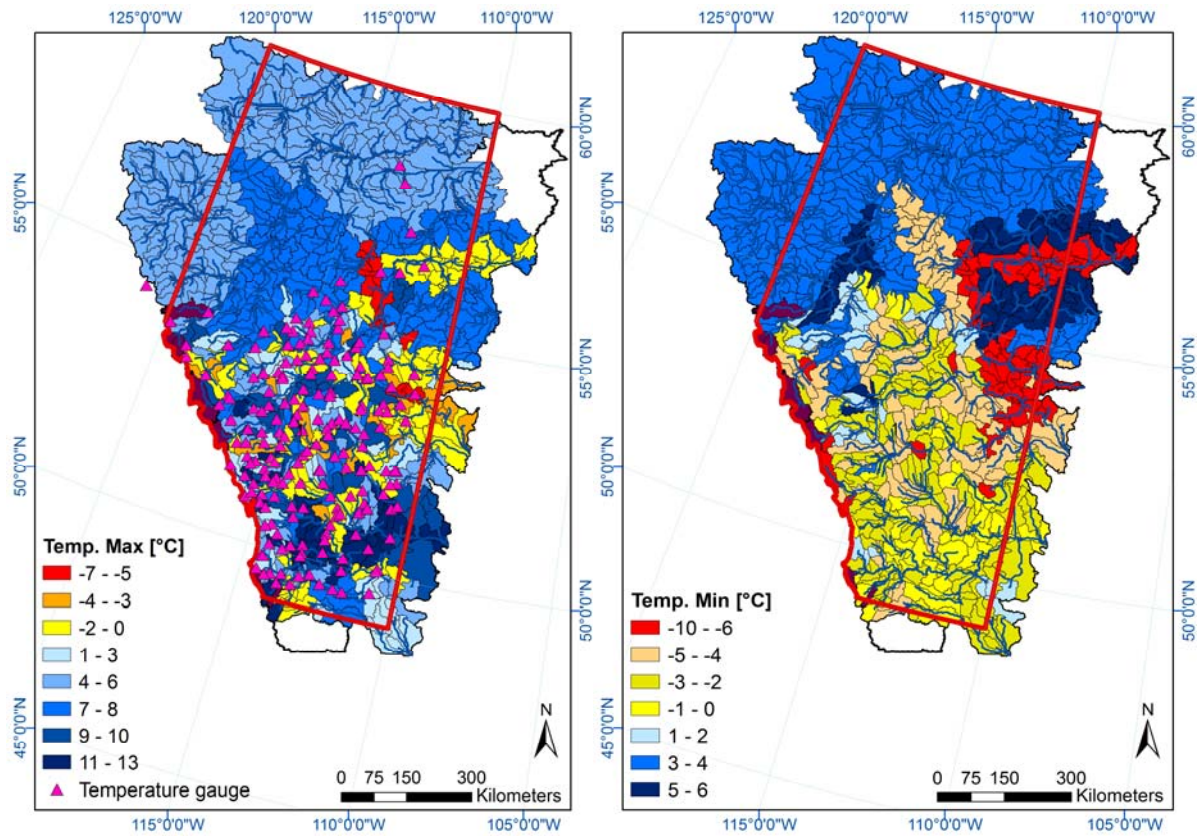 125°0'0"W 120°0'0"W 115°0'0"W 110°0'0"W
60°0'0"N
55°0'0"N
55°0'0"N
50°0'0"N
50°0'0"N
45°0'0"N
Temp. Max [°C]
-7 - -5
-4 - -3
-2 - 0
1 - 3
4 - 6
7 - 8
9 - 10
11 - 13
Temperature gauge
N
0 75 150 300
Kilometers
115°0'0"W 110°0'0"W
125°0'0"W 120°0'0"W 115°0'0"W 110°0'0"W
60°0'0"N
55°0'0"N
55°0'0"N
50°0'0"N
50°0'0"N
45°0'0"N
Temp. Min [°C]
-10 - -6
-5 - -4
-3 - -2
-1 - 0
1 - 2
3 - 4
5 - 6
N
0 75 150 300
Kilometers
115°0'0"W 110°0'0"W